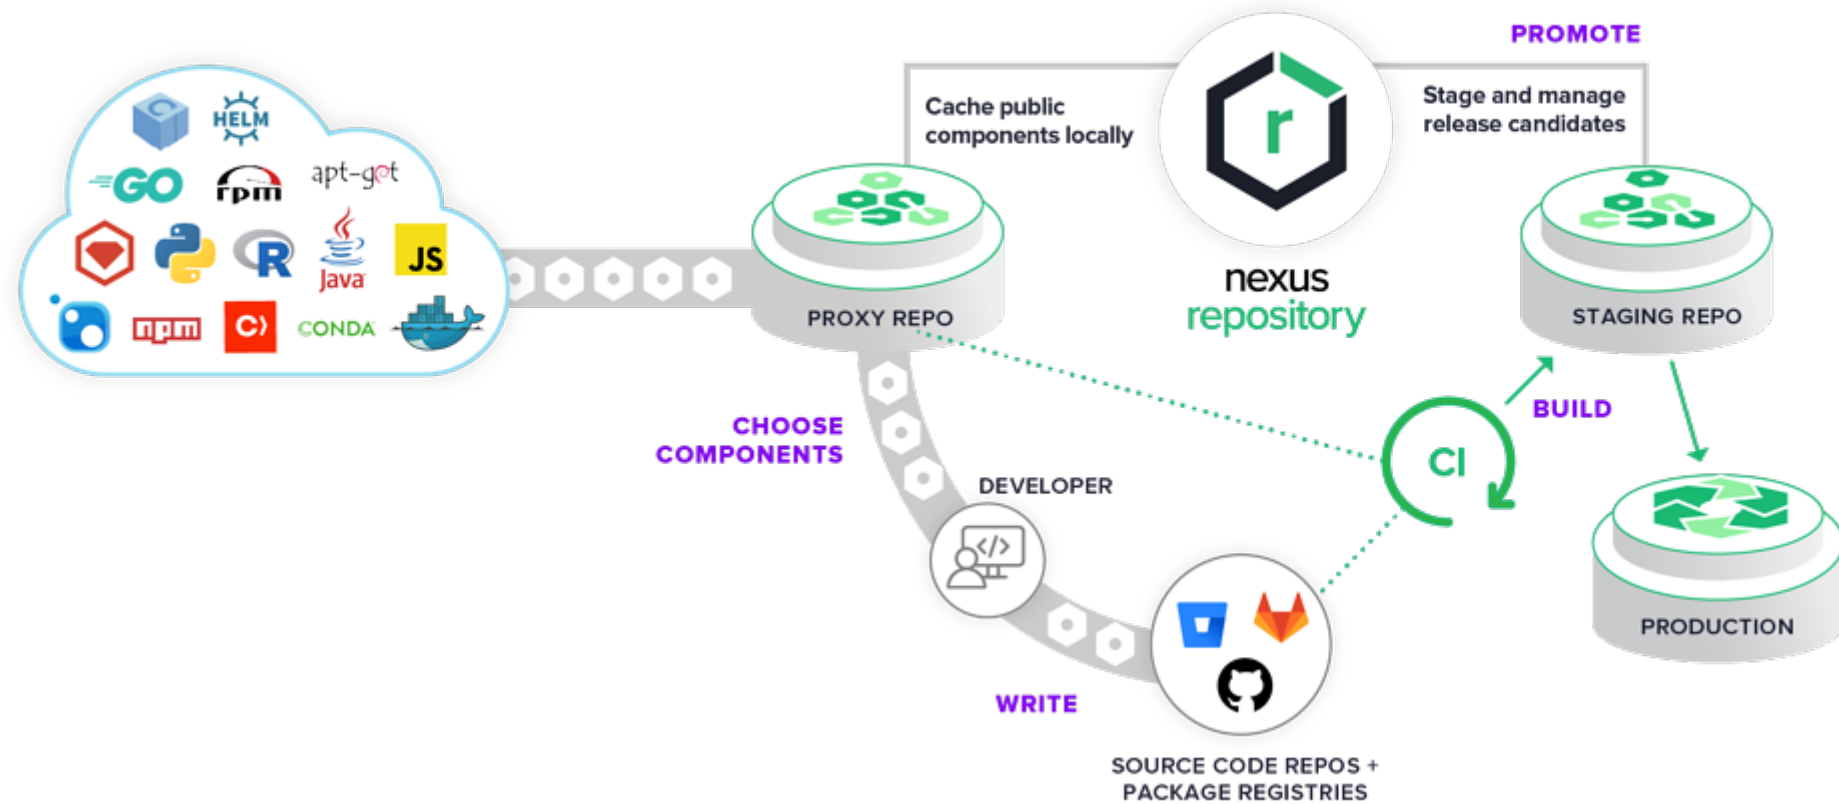 PROMOTE
Cache public
components locally
Stage and manage
release candidates
r
nexus
repository
C
HELM
GO
rpm
apt-get
R
Java
JS
npm
C
CONDA
PROXY REPO
STAGING REPO
CHOOSE
COMPONENTS
BUILD
CI
DEVELOPER
</>
PRODUCTION
WRITE
SOURCE CODE REPOS +
PACKAGE REGISTRIES